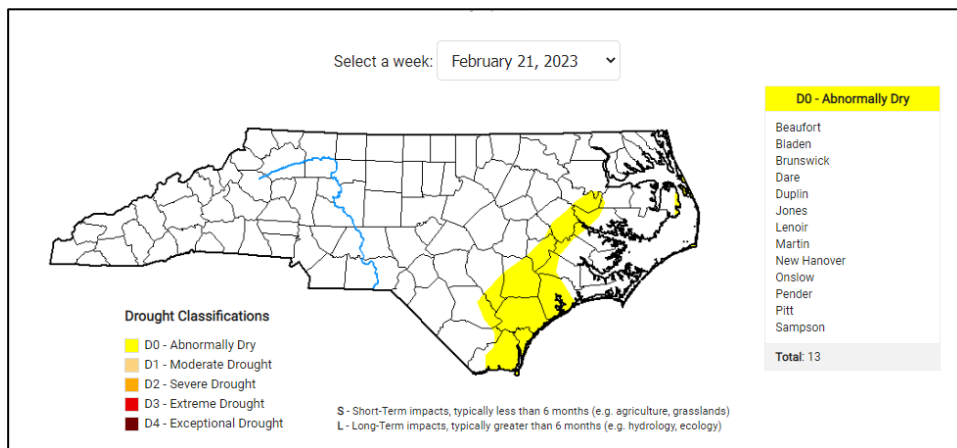 Select a week: February 21, 2023
D0 - Abnormally Dry
Beaufort
Bladen
Brunswick
Dare
Duplin
Jones
Lenoir
Martin
New Hanover
Onslow
Pender
Pitt
Sampson
Total: 13
Drought Classifications
D0 - Abnormally Dry
D1 - Moderate Drought
D2 - Severe Drought
D3 - Extreme Drought
D4 - Exceptional Drought
S - Short-Term impacts, typically less than 6 months (e.g. agriculture, grasslands)
L - Long-Term impacts, typically greater than 6 months (e.g. hydrology, ecology)